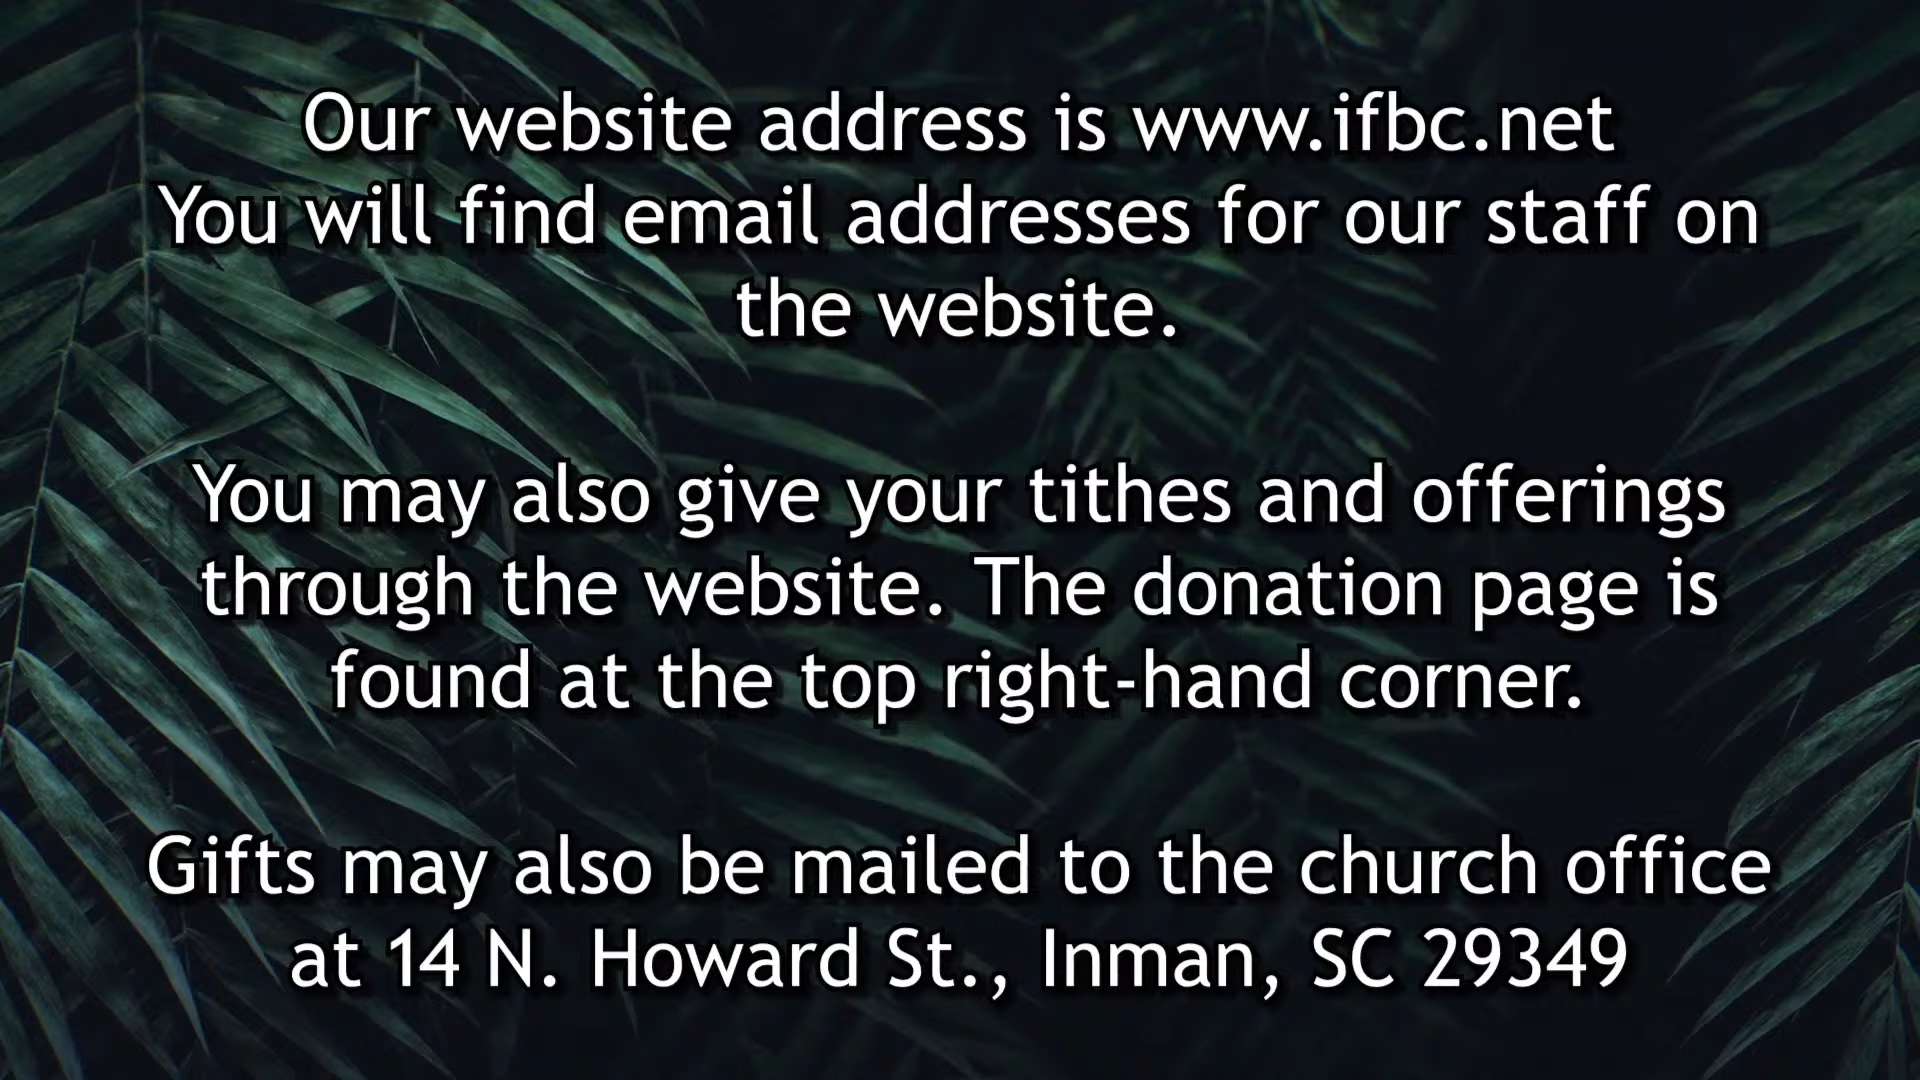 Our website address is www.ifbc.net
You will find email addresses for our staff on
the website.
You may also give your tithes and offerings
through the website. The donation page is
found at the top right-hand corner.
Gifts may also be mailed to the church office
at 14 N. Howard St., Inman, SC 29349